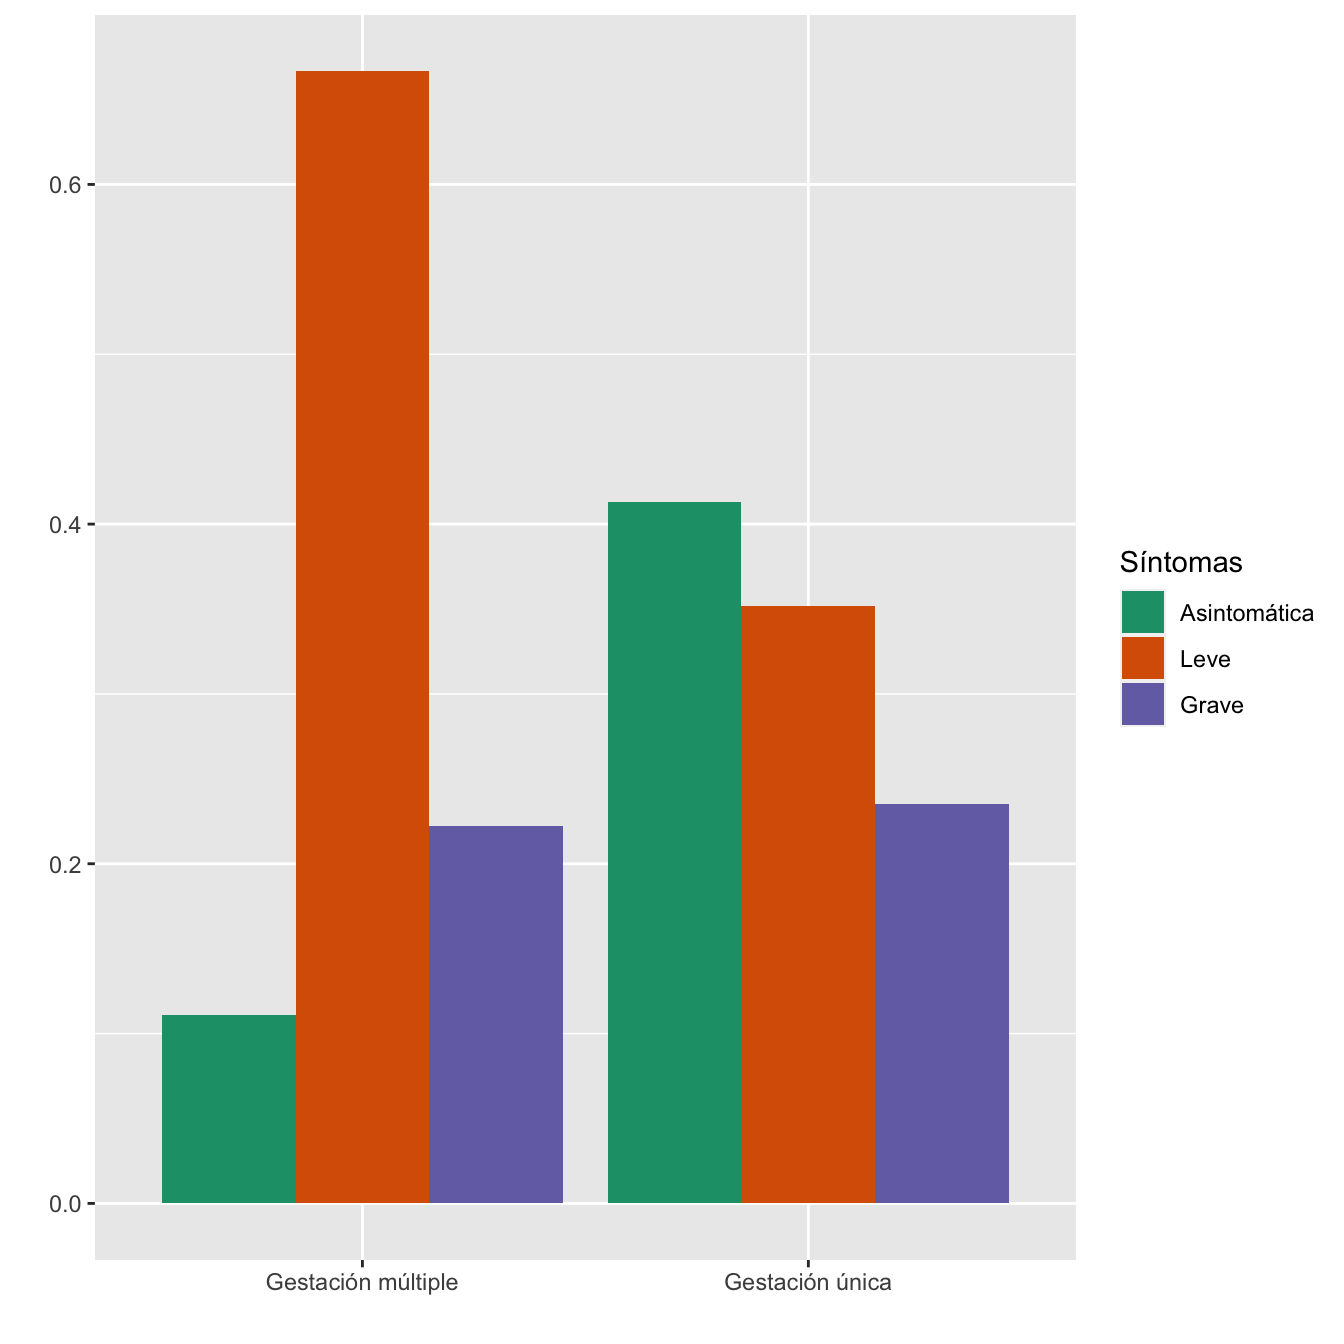 0.6
0.4
0.2
0.0
Gestación múltiple
Gestación única
Síntomas
Asintomática
Leve
Grave